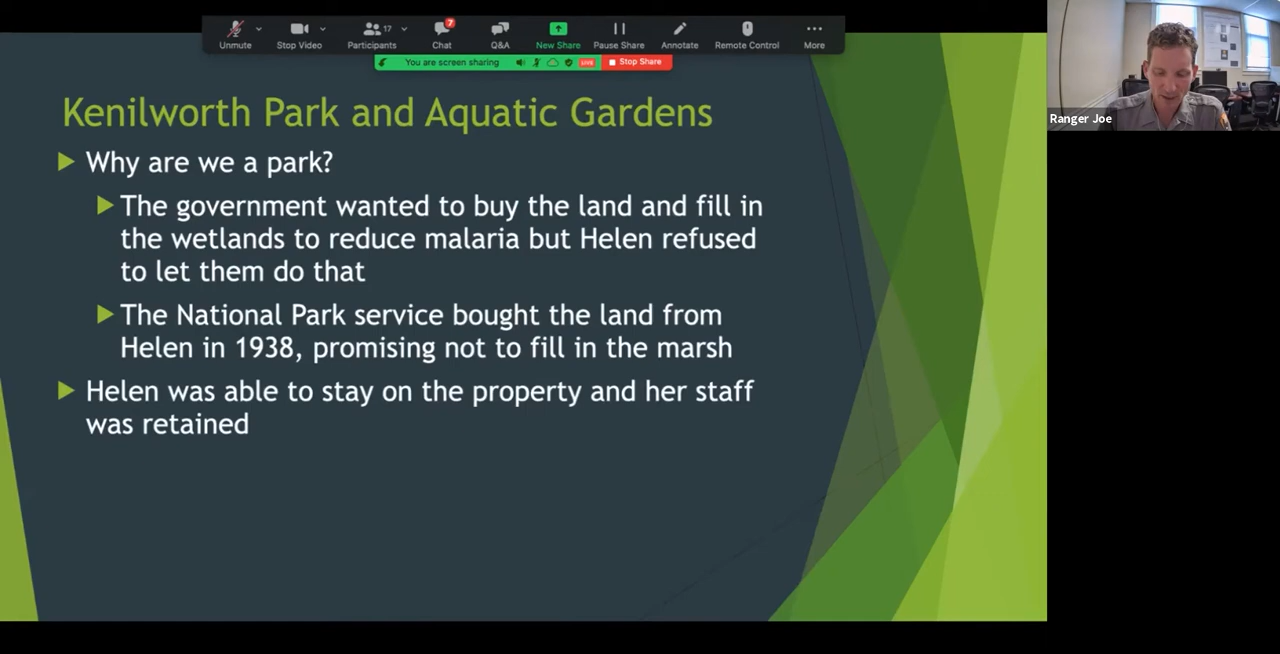 17
7
Unmute
Stop Video
Participants
Chat
Q&A
New Share
Pause Share
Annotate
Remote Control
More
You are screen sharing
LIVE
Stop Share
Ranger Joe
Kenilworth Park and Aquatic Gardens
Why are we a park?
The government wanted to buy the land and fill in
the wetlands to reduce malaria but Helen refused
to let them do that
The National Park service bought the land from
Helen in 1938, promising not to fill in the marsh
Helen was able to stay on the property and her staff
was retained